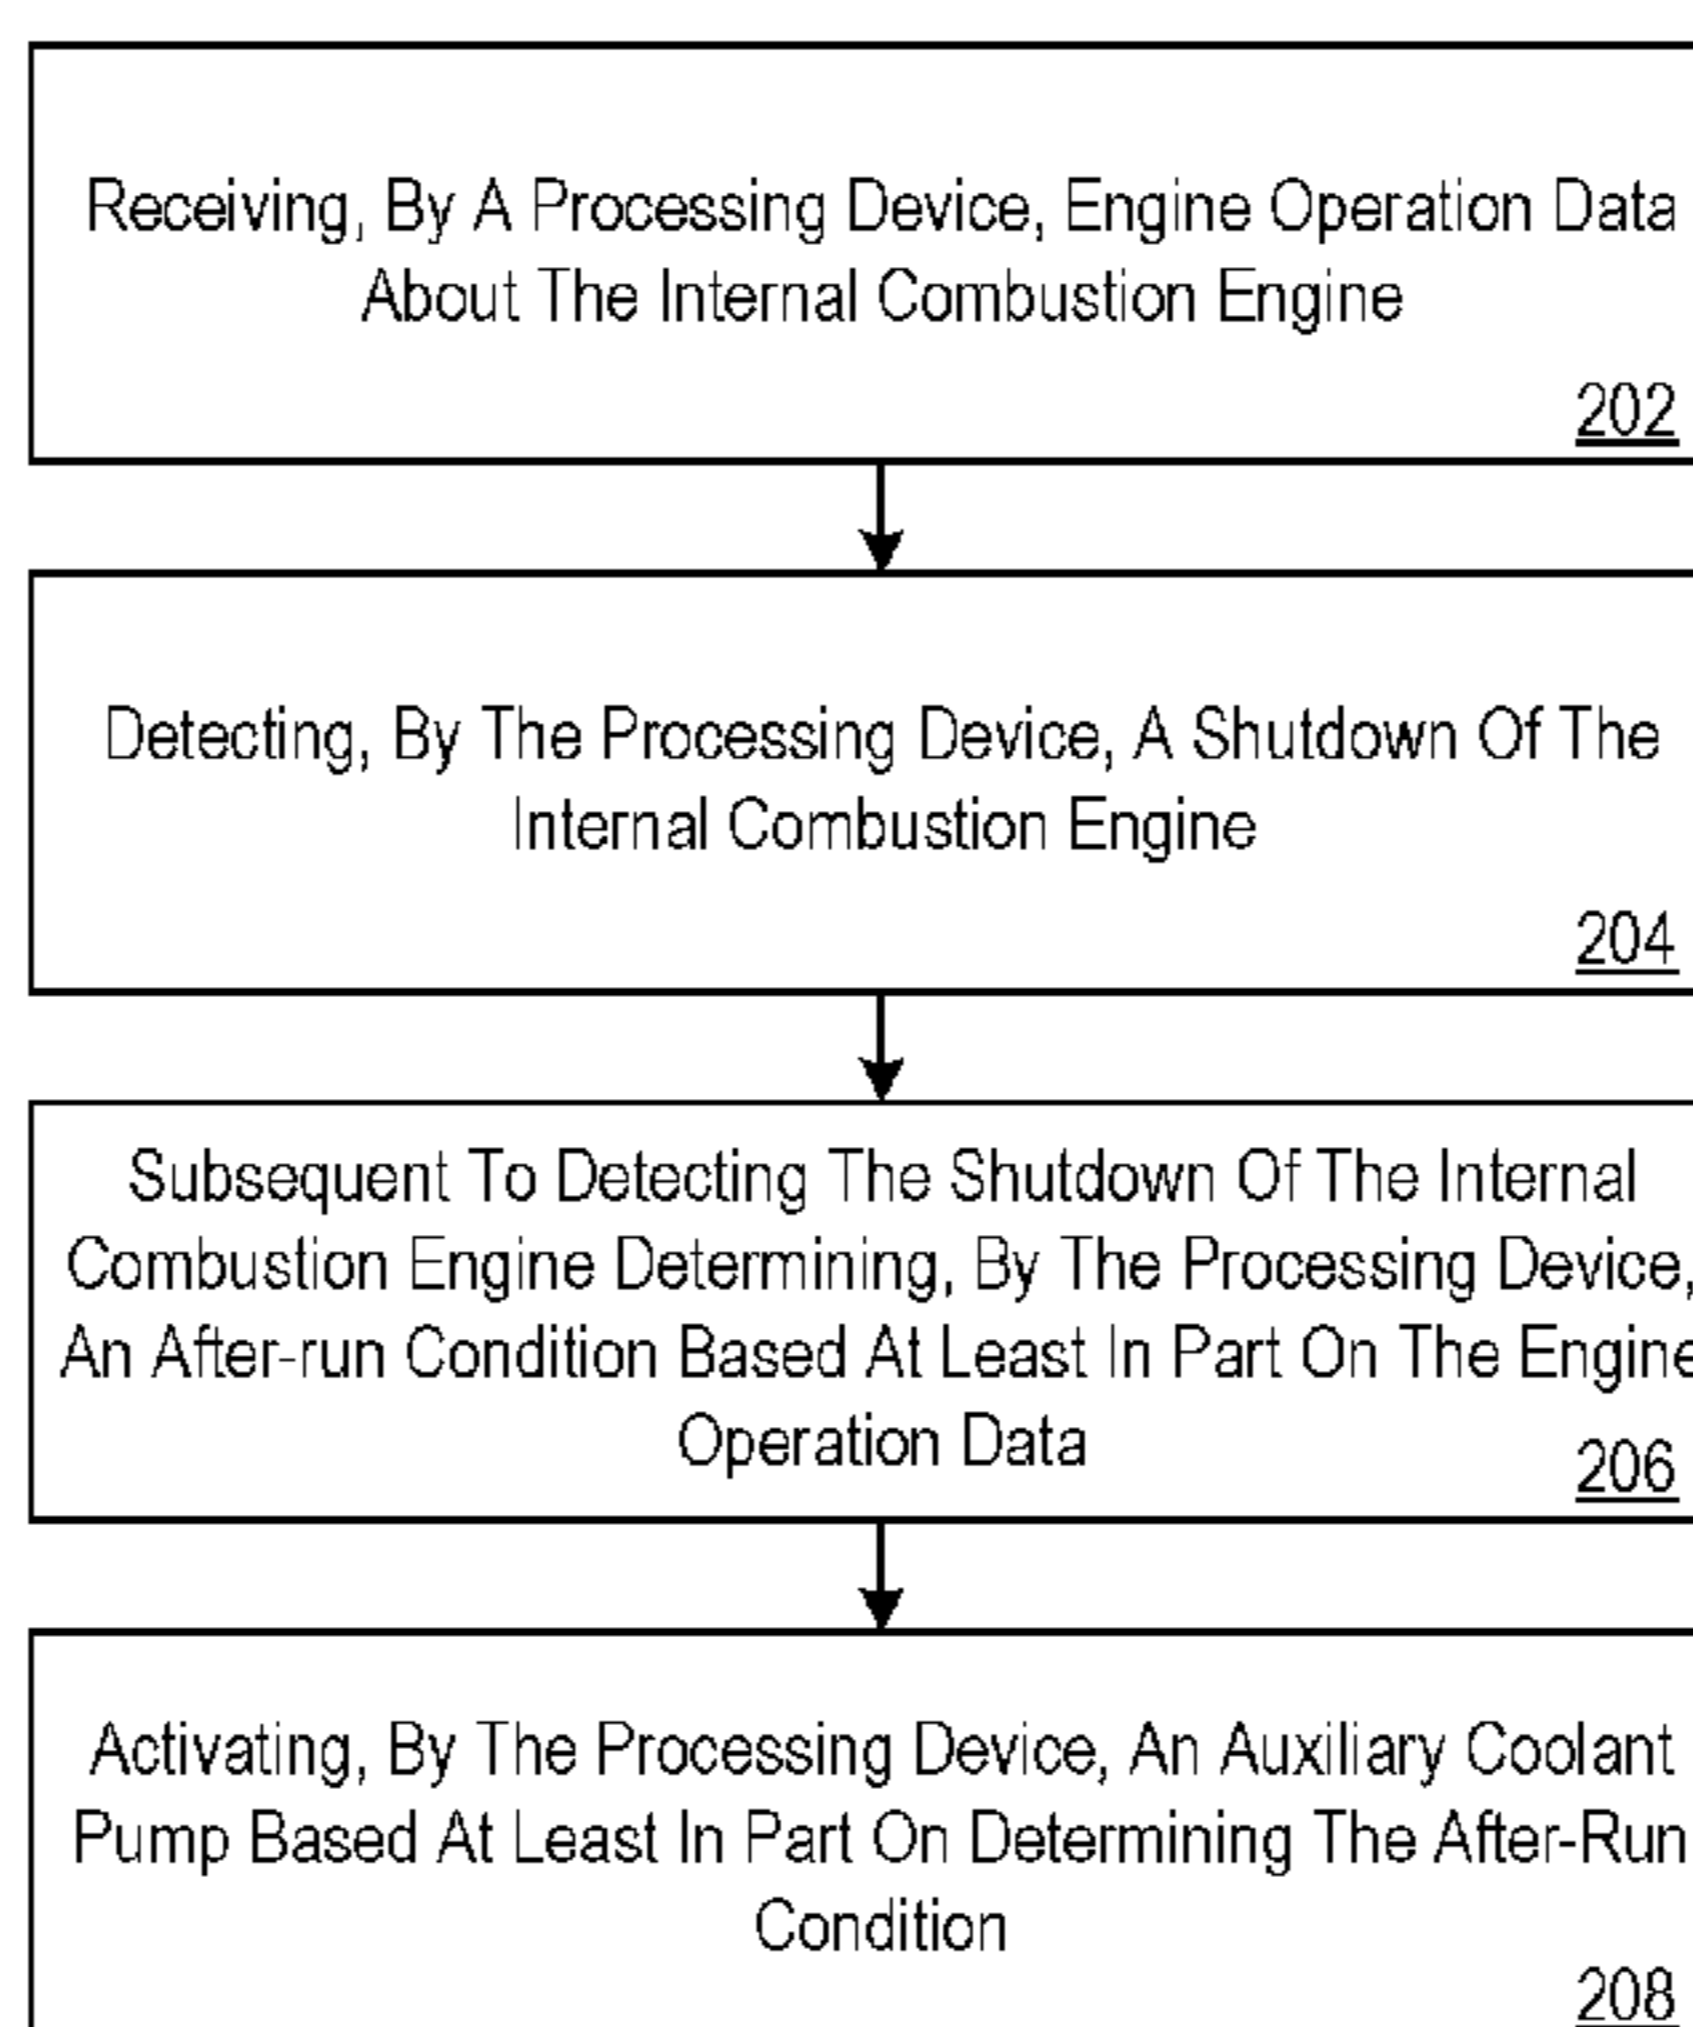 Receiving, By A Processing Device, Engine Operation Data
About The Internal Combustion Engine
202
Detecting, By The Processing Device, A Shutdown Of The
Internal Combustion Engine
204
Subsequent To Detecting The Shutdown Of The Internal
Combustion Engine Determining, By The Processing Device,
An After-run Condition Based At Least In Part On The Engine
Operation Data
206
Activating, By The Processing Device, An Auxiliary Coolant
Pump Based At Least In Part On Determining The After-Run
Condition
208